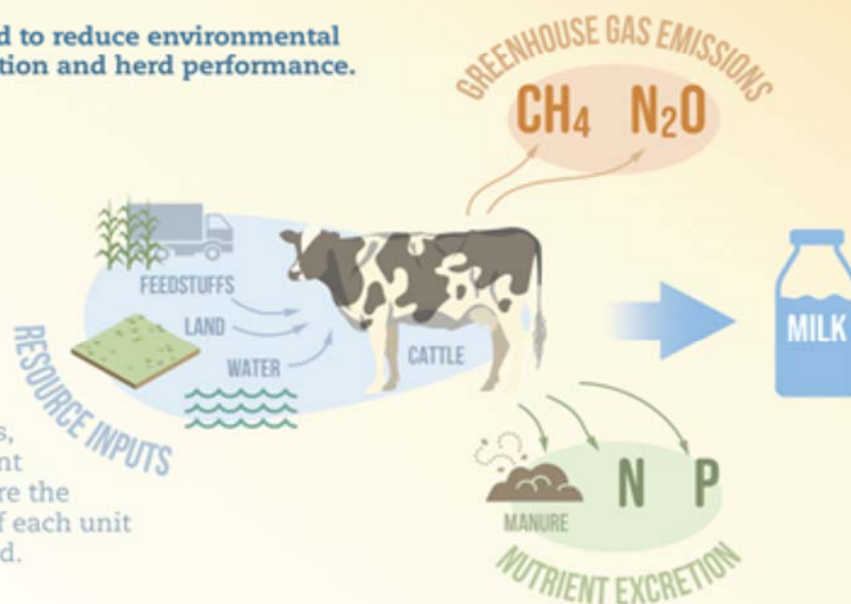 d to reduce environmental
tion and herd performance.
GREENHOUSE GAS EMISSIONS
CH4 N2O
FEEDSTUFFS
LAND
WATER
CATTLE
RESOURCE INPUTS
MILK
s,
nt
re the
f each unit
d.
MANURE
N P
NUTRIENT EXCRETION